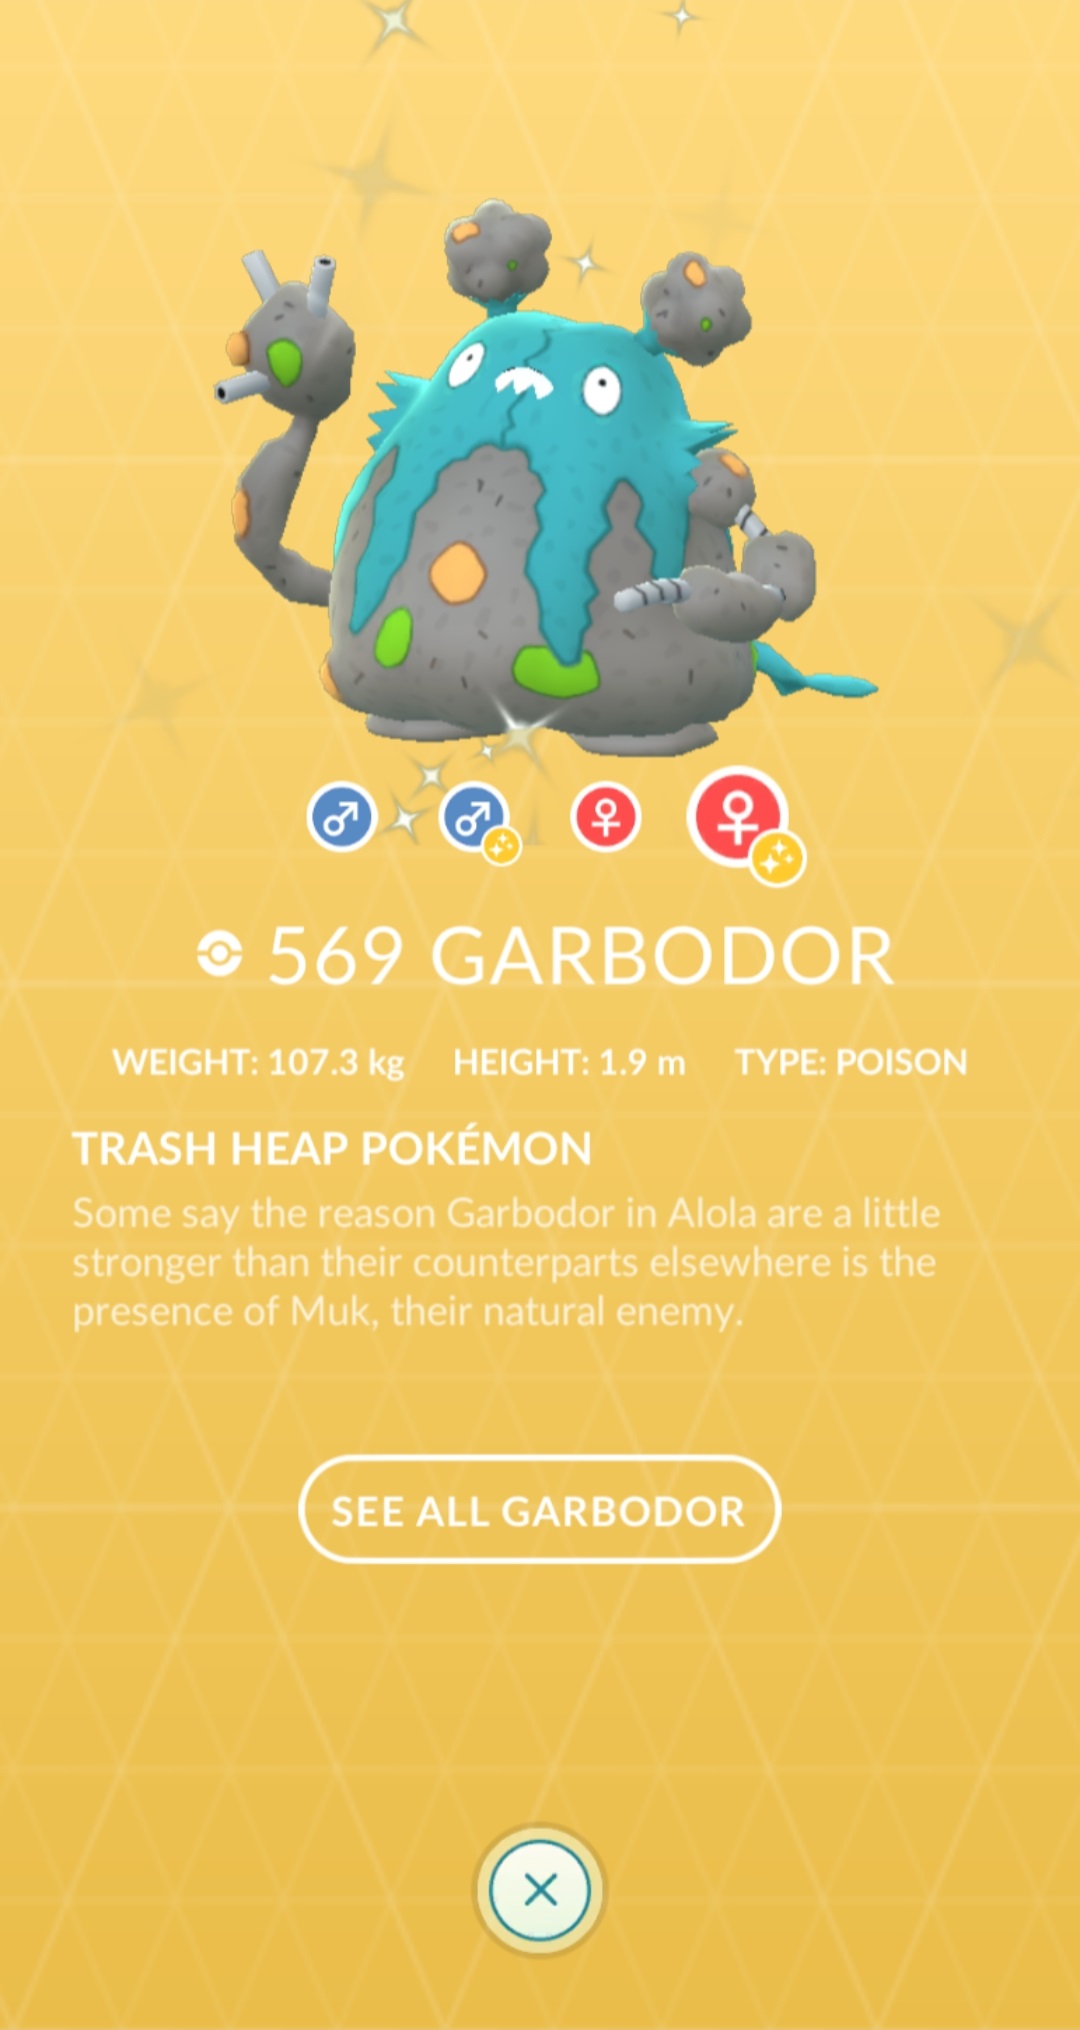 569 GARBODOR
WEIGHT: 107.3 kg HEIGHT: 1.9 m TYPE: POISON
TRASH HEAP POKÉMON
Some say the reason Garbodor in Alola are a little
stronger than their counterparts elsewhere is the
presence of Muk, their natural enemy.
SEE ALL GARBODOR